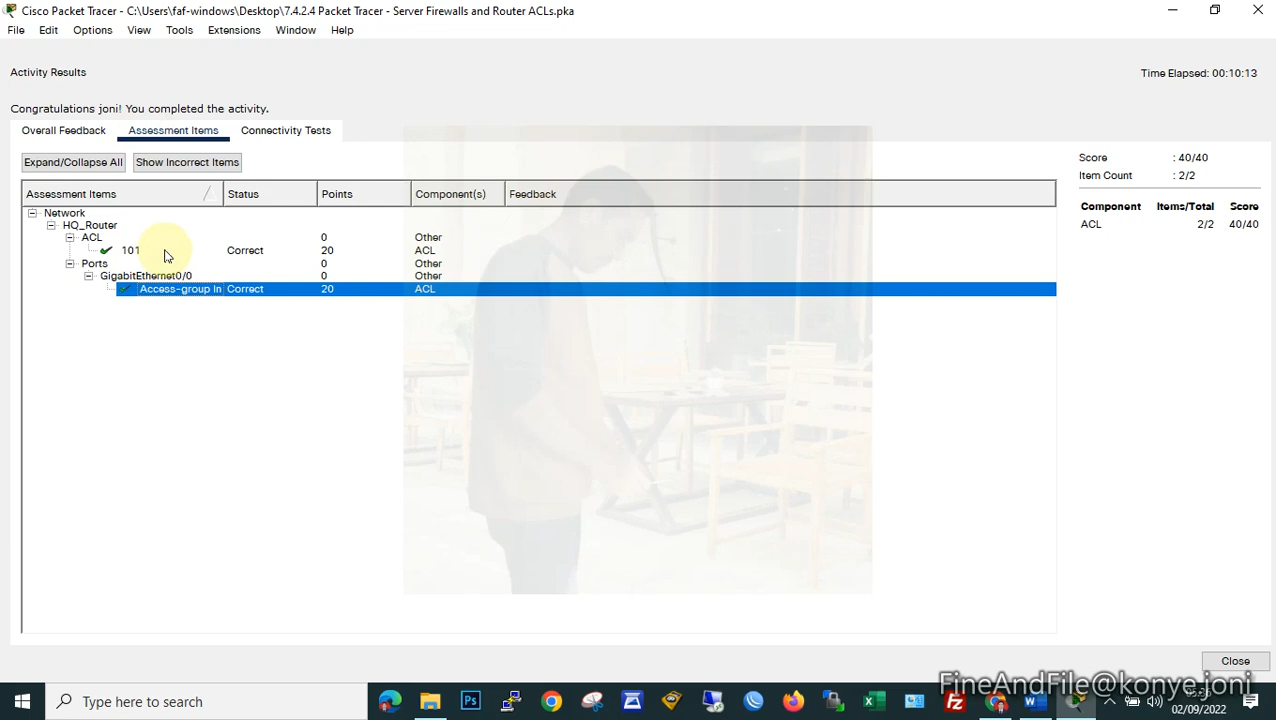 Cisco Packet Tracer - C:\Users\faf-windows\Desktop\7.4.2.4 Packet Tracer - Server Firewalls and Router ACLs.pka
File Edit Options View Tools Extensions Window Help
Activity Results
Time Elapsed: 00:10:13
Congratulations joni! You completed the activity.
Overall Feedback Assessment Items Connectivity Tests
Expand/Collapse All Show Incorrect Items
Score : 40/40
Item Count : 2/2
Component Items/Total Score
ACL 2/2 40/40
Assessment Items Status Points Component(s) Feedback
Network
HQ_Router
ACL 0 Other
101 Correct 20 ACL
Ports 0 Other
GigabitEthernet0/0 0 Other
Access-group In Correct 20 ACL
Close
FineAndFile@konye.joni
Type here to search
02/09/2022